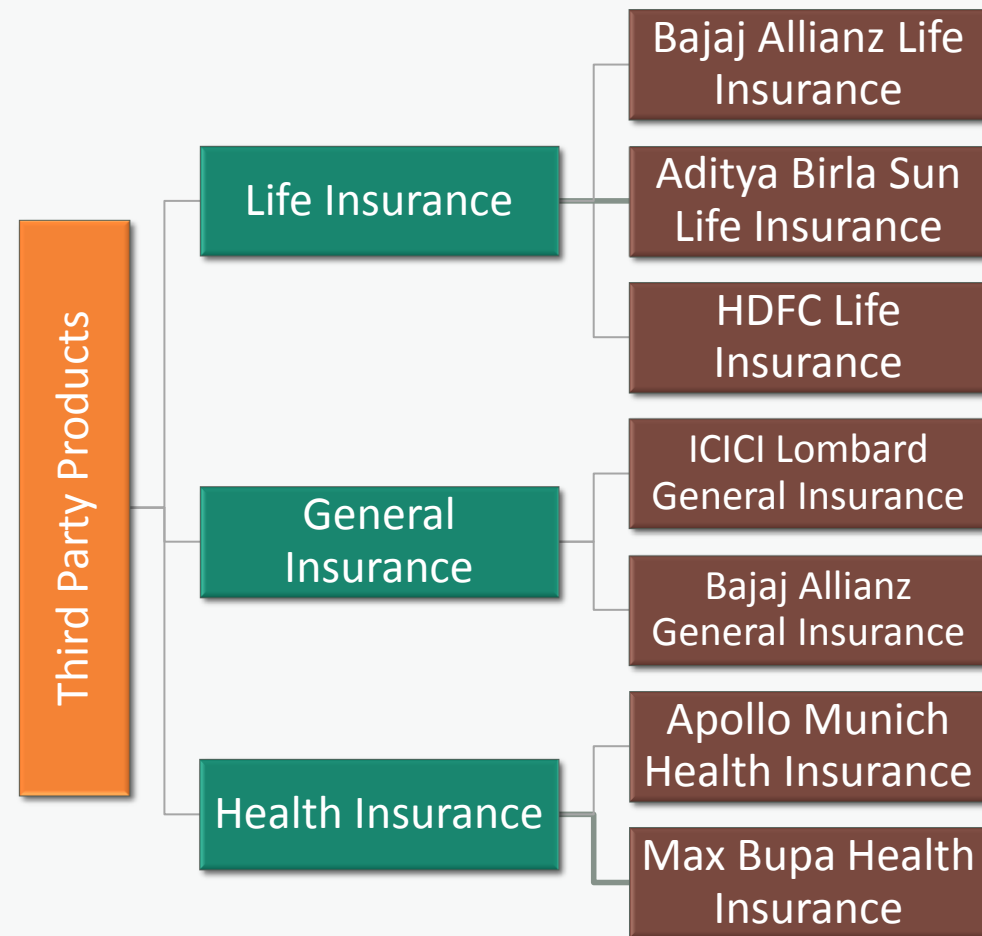 Third Party Products
Life Insurance
Bajaj Allianz Life
Insurance
Aditya Birla Sun
Life Insurance
HDFC Life
Insurance
General
Insurance
ICICI Lombard
General Insurance
Bajaj Allianz
General Insurance
Health Insurance
Apollo Munich
Health Insurance
Max Bupa Health
Insurance